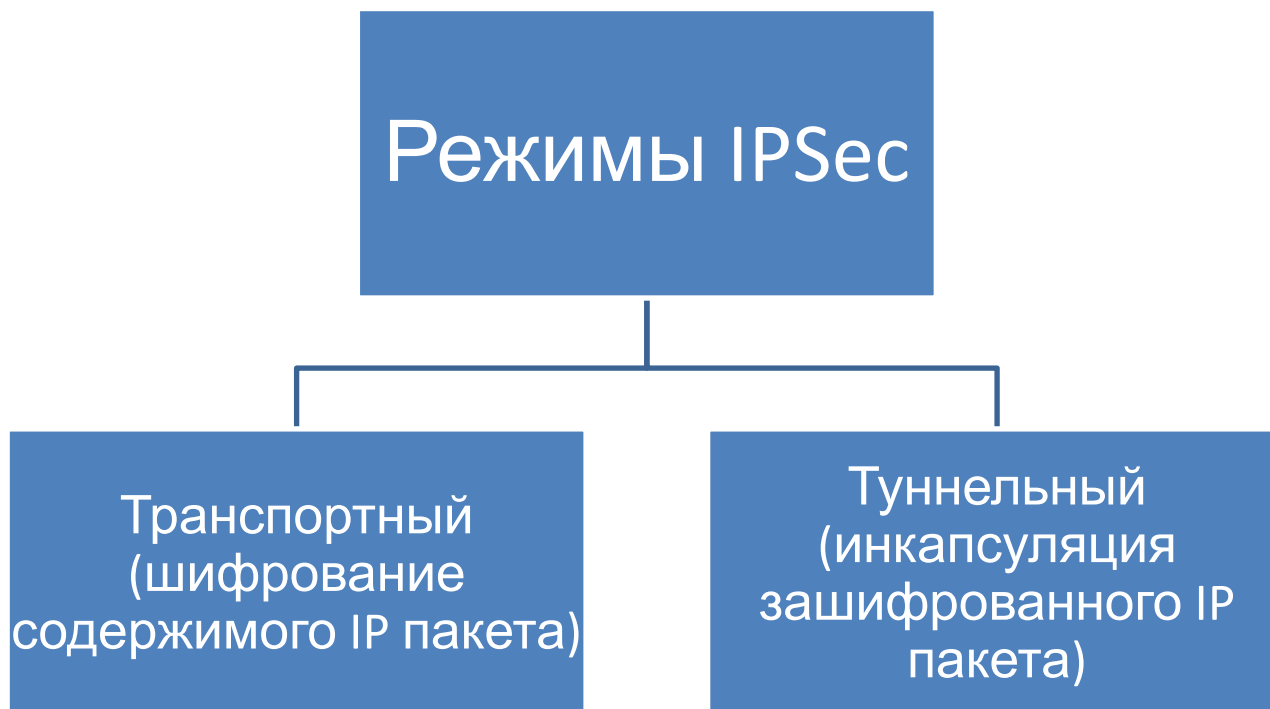 Режимы IPSec
Транспортный
(шифрование
содержимого IP пакета)
Туннельный
(инкапсуляция
зашифрованного IP
пакета)